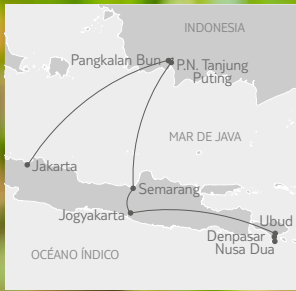 INDONESIA
Pangkalan Bun
P.N. Tanjung
Puting
MAR DE JAVA
Jakarta
Semarang
Jogyakarta
Ubud
Denpasar
Nusa Dua
OCÉANO ÍNDICO